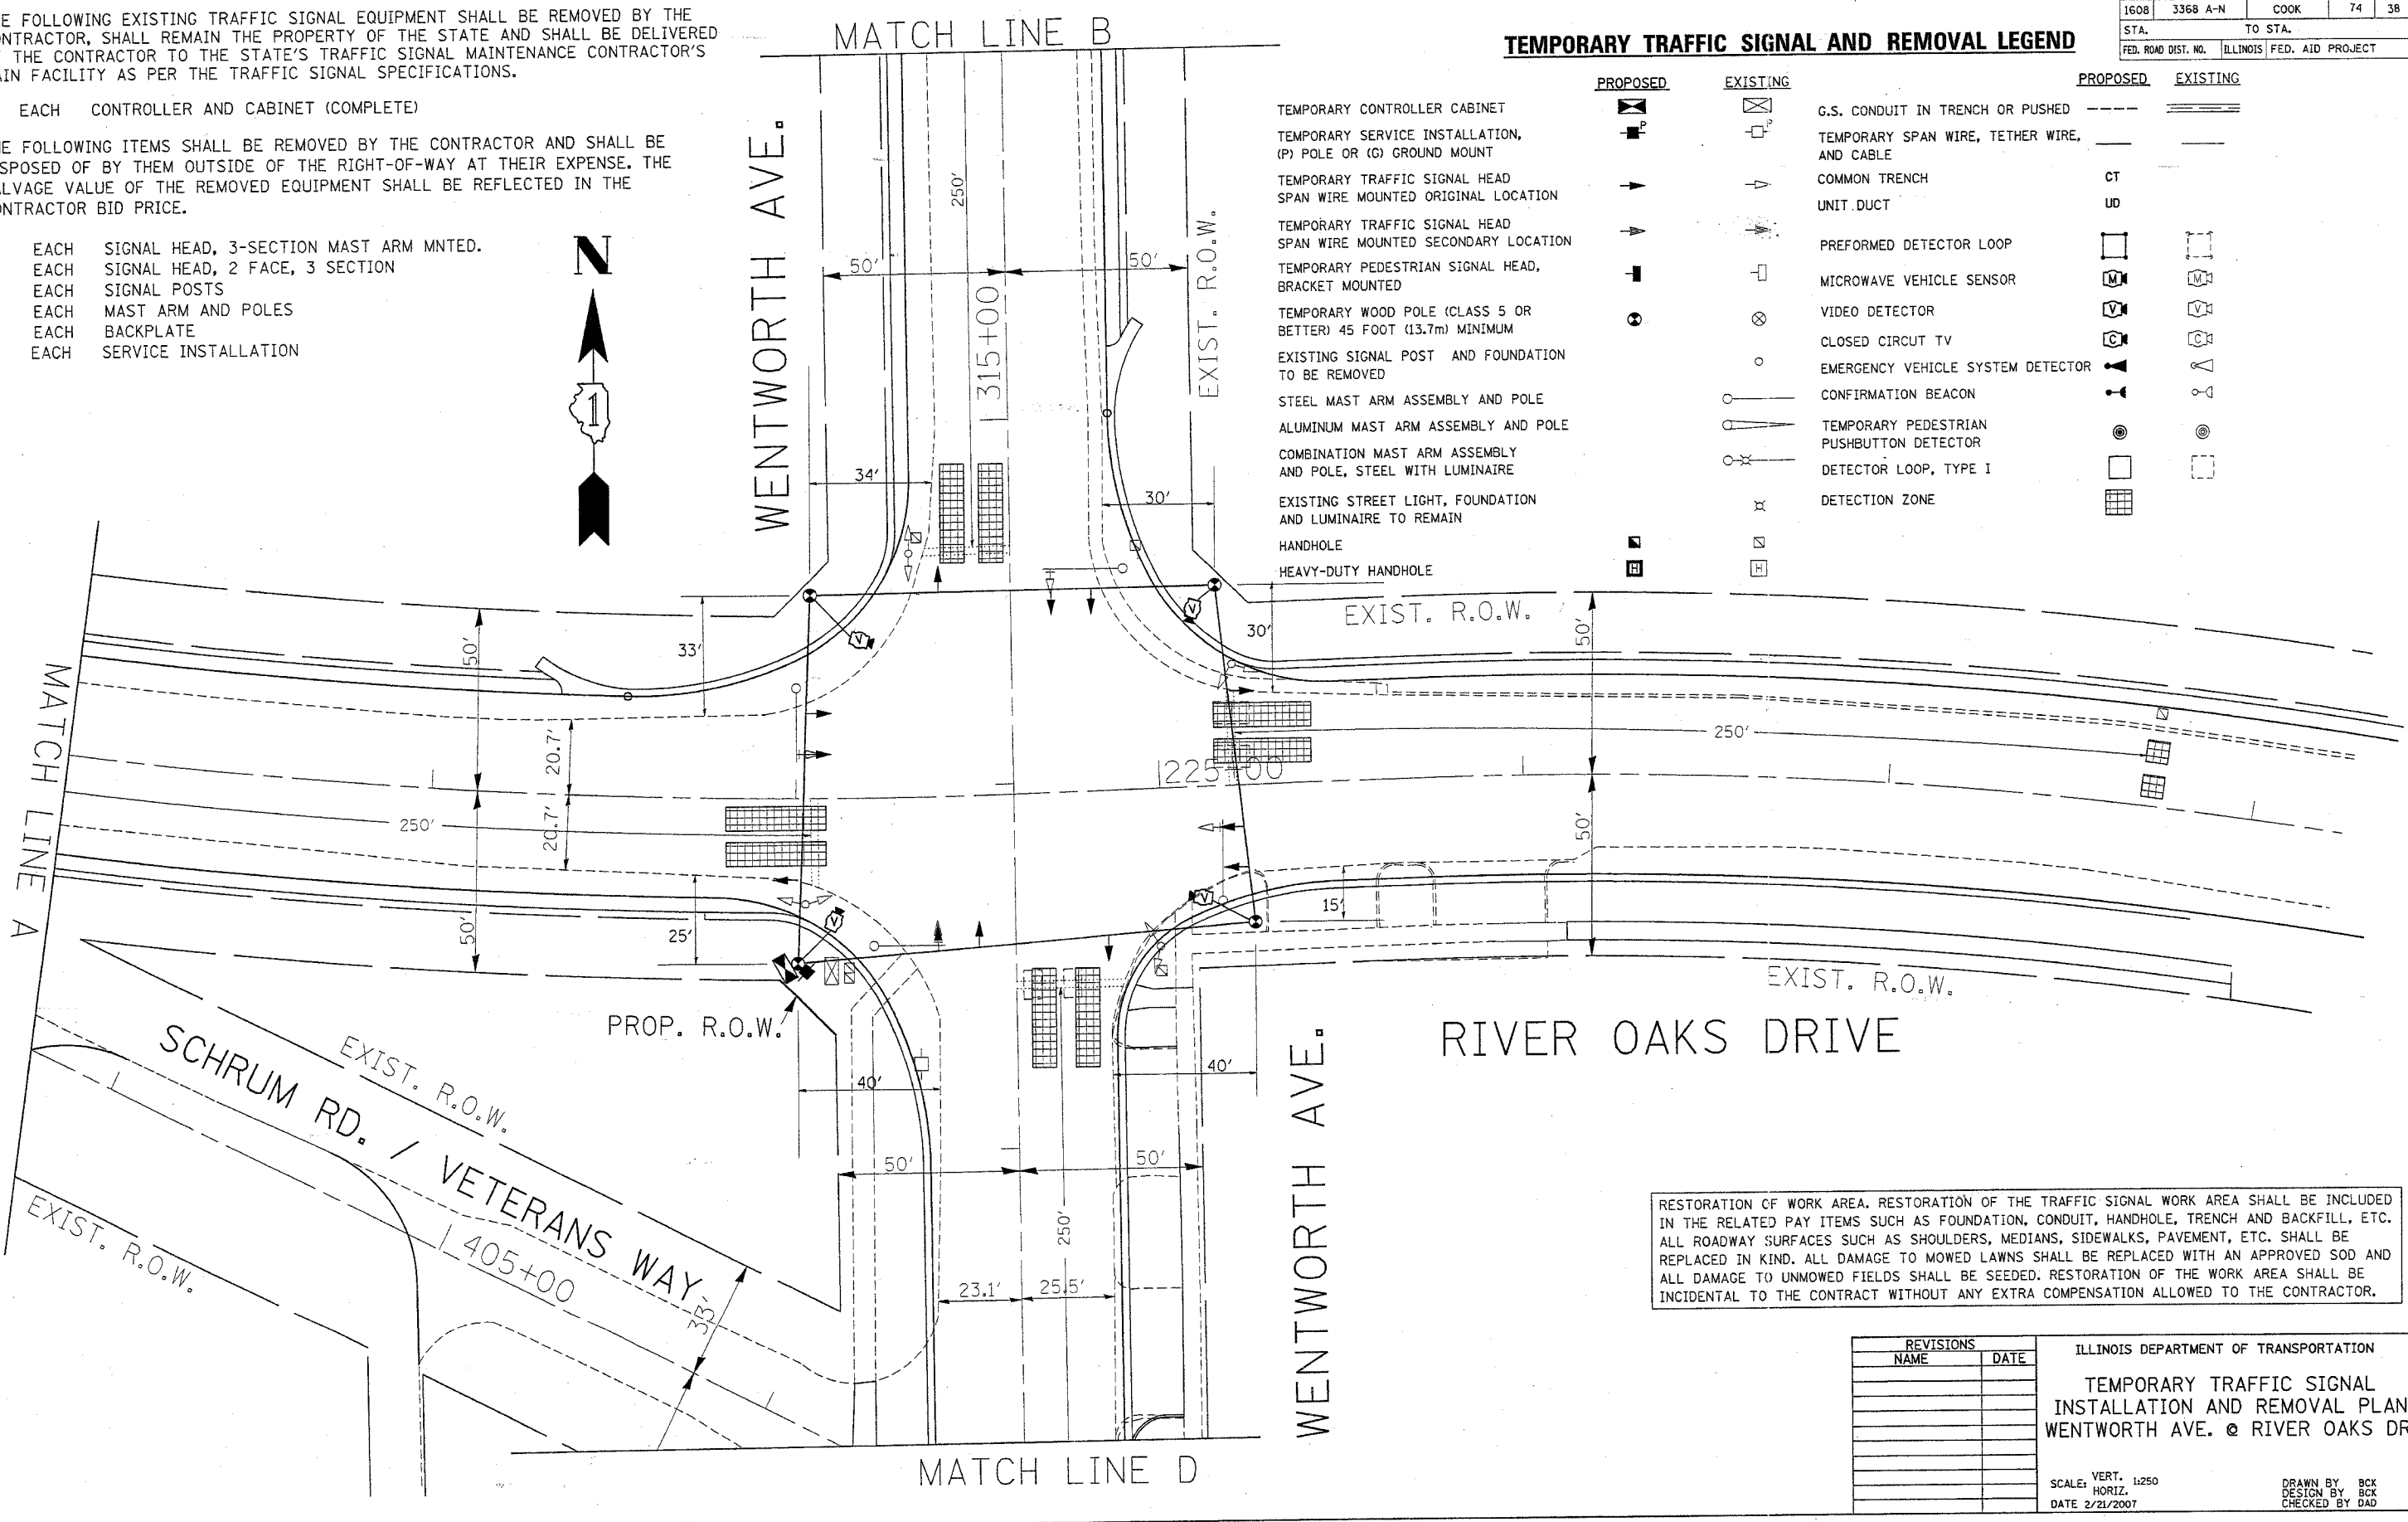 E FOLLOWING EXISTING TRAFFIC SIGNAL EQUIPMENT SHALL BE REMOVED BY THE
NTRACTOR, SHALL REMAIN THE PROPERTY OF THE STATE AND SHALL BE DELIVERED
THE CONTRACTOR TO THE STATE'S TRAFFIC SIGNAL MAINTENANCE CONTRACTOR'S
AIN FACILITY AS PER THE TRAFFIC SIGNAL SPECIFICATIONS.
EACH CONTROLLER AND CABINET (COMPLETE)
E FOLLOWING ITEMS SHALL BE REMOVED BY THE CONTRACTOR AND SHALL BE
SPOSED OF BY THEM OUTSIDE OF THE RIGHT-OF-WAY AT THEIR EXPENSE. THE
ALVAGE VALUE OF THE REMOVED EQUIPMENT SHALL BE REFLECTED IN THE
ONTRACTOR BID PRICE.
EACH SIGNAL HEAD, 3-SECTION MAST ARM MNTED.
EACH SIGNAL HEAD, 2 FACE, 3 SECTION
EACH SIGNAL POSTS
EACH MAST ARM AND POLES
EACH BACKPLATE
EACH SERVICE INSTALLATION
N
1
MATCH LINE B
WENTWORTH AVE.
250'
50'
50'
315+00
EXIST. R.O.W.
34'
30'
1608 3368 A-N COOK 74 38
STA. TO STA.
FED. ROAD DIST. NO. ILLINOIS FED. AID PROJECT
TEMPORARY TRAFFIC SIGNAL AND REMOVAL LEGEND
PROPOSED EXISTING
TEMPORARY CONTROLLER CABINET
TEMPORARY SERVICE INSTALLATION,
(P) POLE OR (G) GROUND MOUNT
P P
TEMPORARY TRAFFIC SIGNAL HEAD
SPAN WIRE MOUNTED ORIGINAL LOCATION
TEMPORARY TRAFFIC SIGNAL HEAD
SPAN WIRE MOUNTED SECONDARY LOCATION
TEMPORARY PEDESTRIAN SIGNAL HEAD,
BRACKET MOUNTED
TEMPORARY WOOD POLE (CLASS 5 OR
BETTER) 45 FOOT (13.7m) MINIMUM
EXISTING SIGNAL POST AND FOUNDATION
TO BE REMOVED
STEEL MAST ARM ASSEMBLY AND POLE
ALUMINUM MAST ARM ASSEMBLY AND POLE
COMBINATION MAST ARM ASSEMBLY
AND POLE, STEEL WITH LUMINAIRE
EXISTING STREET LIGHT, FOUNDATION
AND LUMINAIRE TO REMAIN
HANDHOLE
HEAVY-DUTY HANDHOLE
H H
PROPOSED EXISTING
G.S. CONDUIT IN TRENCH OR PUSHED
TEMPORARY SPAN WIRE, TETHER WIRE,
AND CABLE
COMMON TRENCH CT
UNIT DUCT UD
PREFORMED DETECTOR LOOP
MICROWAVE VEHICLE SENSOR M M
VIDEO DETECTOR V V
CLOSED CIRCUT TV C C
EMERGENCY VEHICLE SYSTEM DETECTOR
CONFIRMATION BEACON
TEMPORARY PEDESTRIAN
PUSHBUTTON DETECTOR
DETECTOR LOOP, TYPE I
DETECTION ZONE
MATCH LINE A
50'
33'
20.7'
V
V
30'
EXIST. R.O.W.
50'
250'
225+00
250'
20.7'
50'
50'
25'
V
V
15'
EXIST. R.O.W.
PROP. R.O.W.
RIVER OAKS DRIVE
EXIST. R.O.W.
SCHRUM RD. / VETERANS WAY
405+00
EXIST. R.O.W.
33'
40'
40'
50'
50'
250'
23.1'
25.5'
WENTWORTH AVE.
MATCH LINE D
RESTORATION OF WORK AREA. RESTORATION OF THE TRAFFIC SIGNAL WORK AREA SHALL BE INCLUDED
IN THE RELATED PAY ITEMS SUCH AS FOUNDATION, CONDUIT, HANDHOLE, TRENCH AND BACKFILL, ETC.
ALL ROADWAY SURFACES SUCH AS SHOULDERS, MEDIANS, SIDEWALKS, PAVEMENT, ETC. SHALL BE
REPLACED IN KIND. ALL DAMAGE TO MOWED LAWNS SHALL BE REPLACED WITH AN APPROVED SOD AND
ALL DAMAGE TO UNMOWED FIELDS SHALL BE SEEDED. RESTORATION OF THE WORK AREA SHALL BE
INCIDENTAL TO THE CONTRACT WITHOUT ANY EXTRA COMPENSATION ALLOWED TO THE CONTRACTOR.
REVISIONS
NAME DATE
ILLINOIS DEPARTMENT OF TRANSPORTATION
TEMPORARY TRAFFIC SIGNAL
INSTALLATION AND REMOVAL PLAN
WENTWORTH AVE. @ RIVER OAKS DR
SCALE: VERT. 1:250
HORIZ.
DATE 2/21/2007
DRAWN BY BCK
DESIGN BY BCK
CHECKED BY DAD